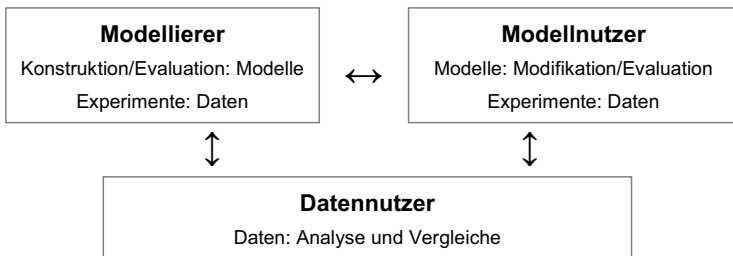 Modellierer
Konstruktion/Evaluation: Modelle
Experimente: Daten
Modellnutzer
Modelle: Modifikation/Evaluation
Experimente: Daten
Datennutzer
Daten: Analyse und Vergleiche